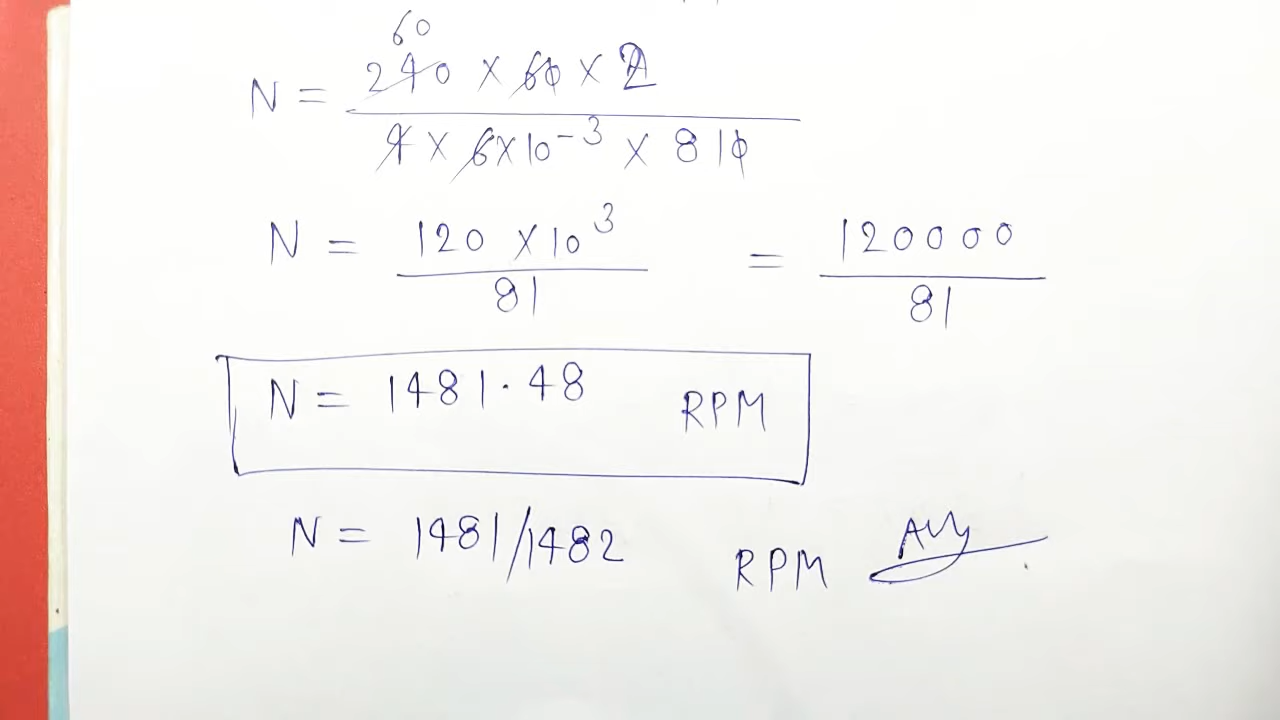 60
N = 240 × 60 × 2
4 × 6×10⁻³ × 810
N = 120 ×10³ / 81 = 120000 / 81
N = 1481.48 RPM
N = 1481/1482 RPM